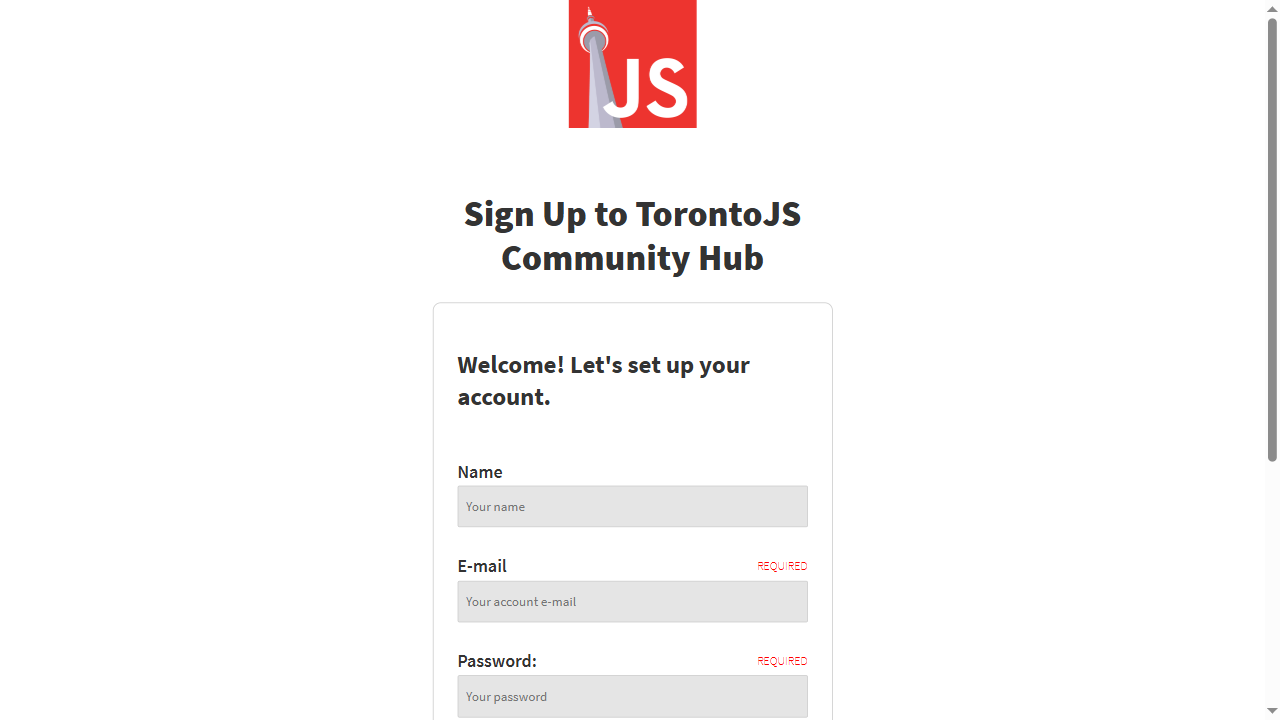 JS
Sign Up to TorontoJS
Community Hub
Welcome! Let's set up your
account.
Name
Your name
E-mail REQUIRED
Your account e-mail
Password: REQUIRED
Your password